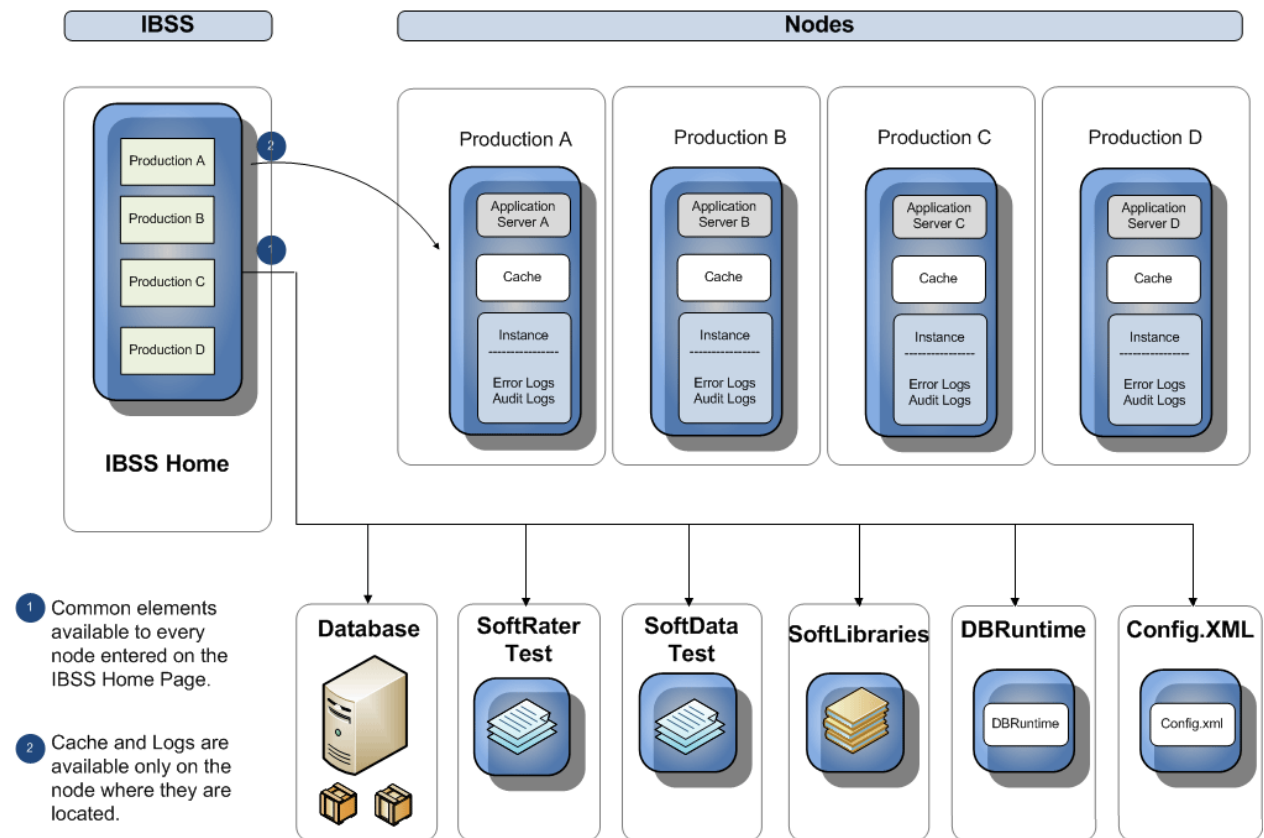 IBSS
Nodes
Production A
Production B
Production C
Production D
IBSS Home
2
1
Production A
Application
Server A
Cache
Instance
----------------
Error Logs
Audit Logs
Production B
Application
Server B
Cache
Instance
----------------
Error Logs
Audit Logs
Production C
Application
Server C
Cache
Instance
----------------
Error Logs
Audit Logs
Production D
Application
Server D
Cache
Instance
----------------
Error Logs
Audit Logs
1
Common elements
available to every
node entered on the
IBSS Home Page.
2
Cache and Logs are
available only on the
node where they are
located.
Database
SoftRater
Test
SoftData
Test
SoftLibraries
DBRuntime
DBRuntime
Config.XML
Config.xml